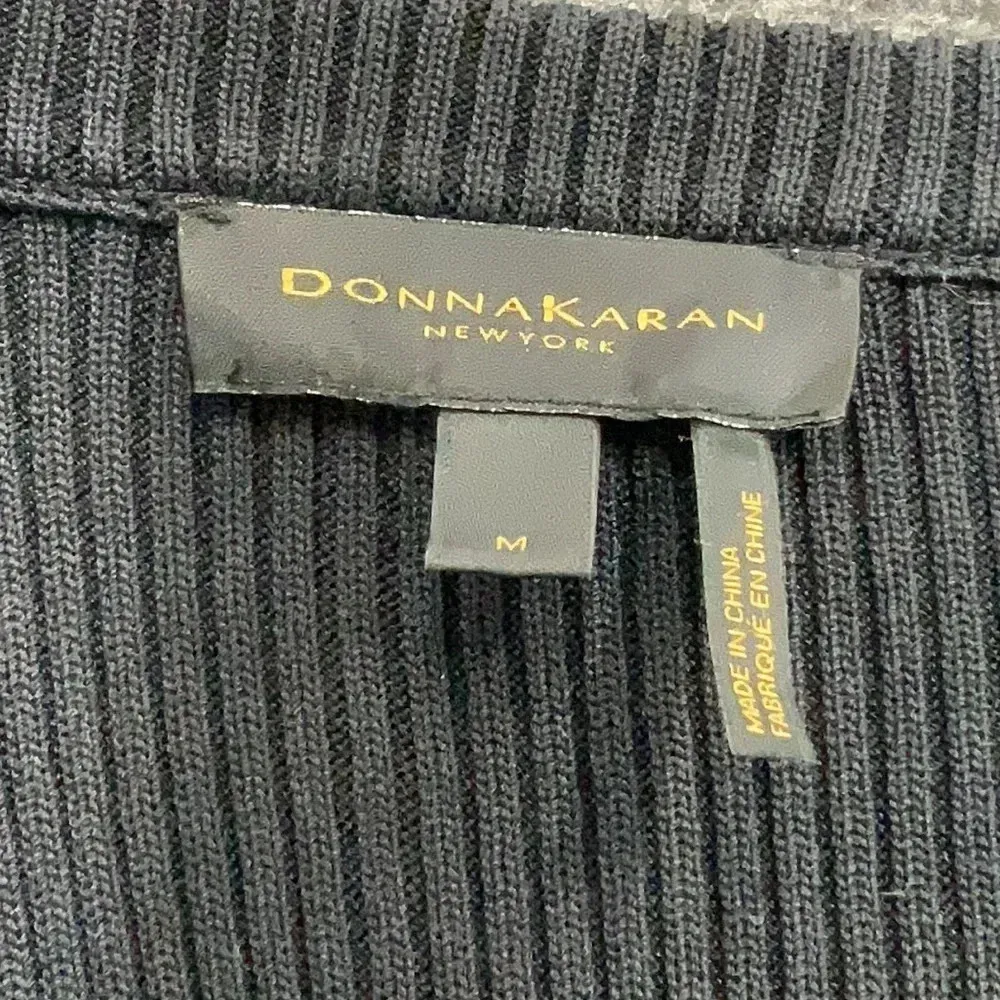 DONNAKARAN
NEWYORK
M
MADE IN CHINA
FABRIQUÉ EN CHINE